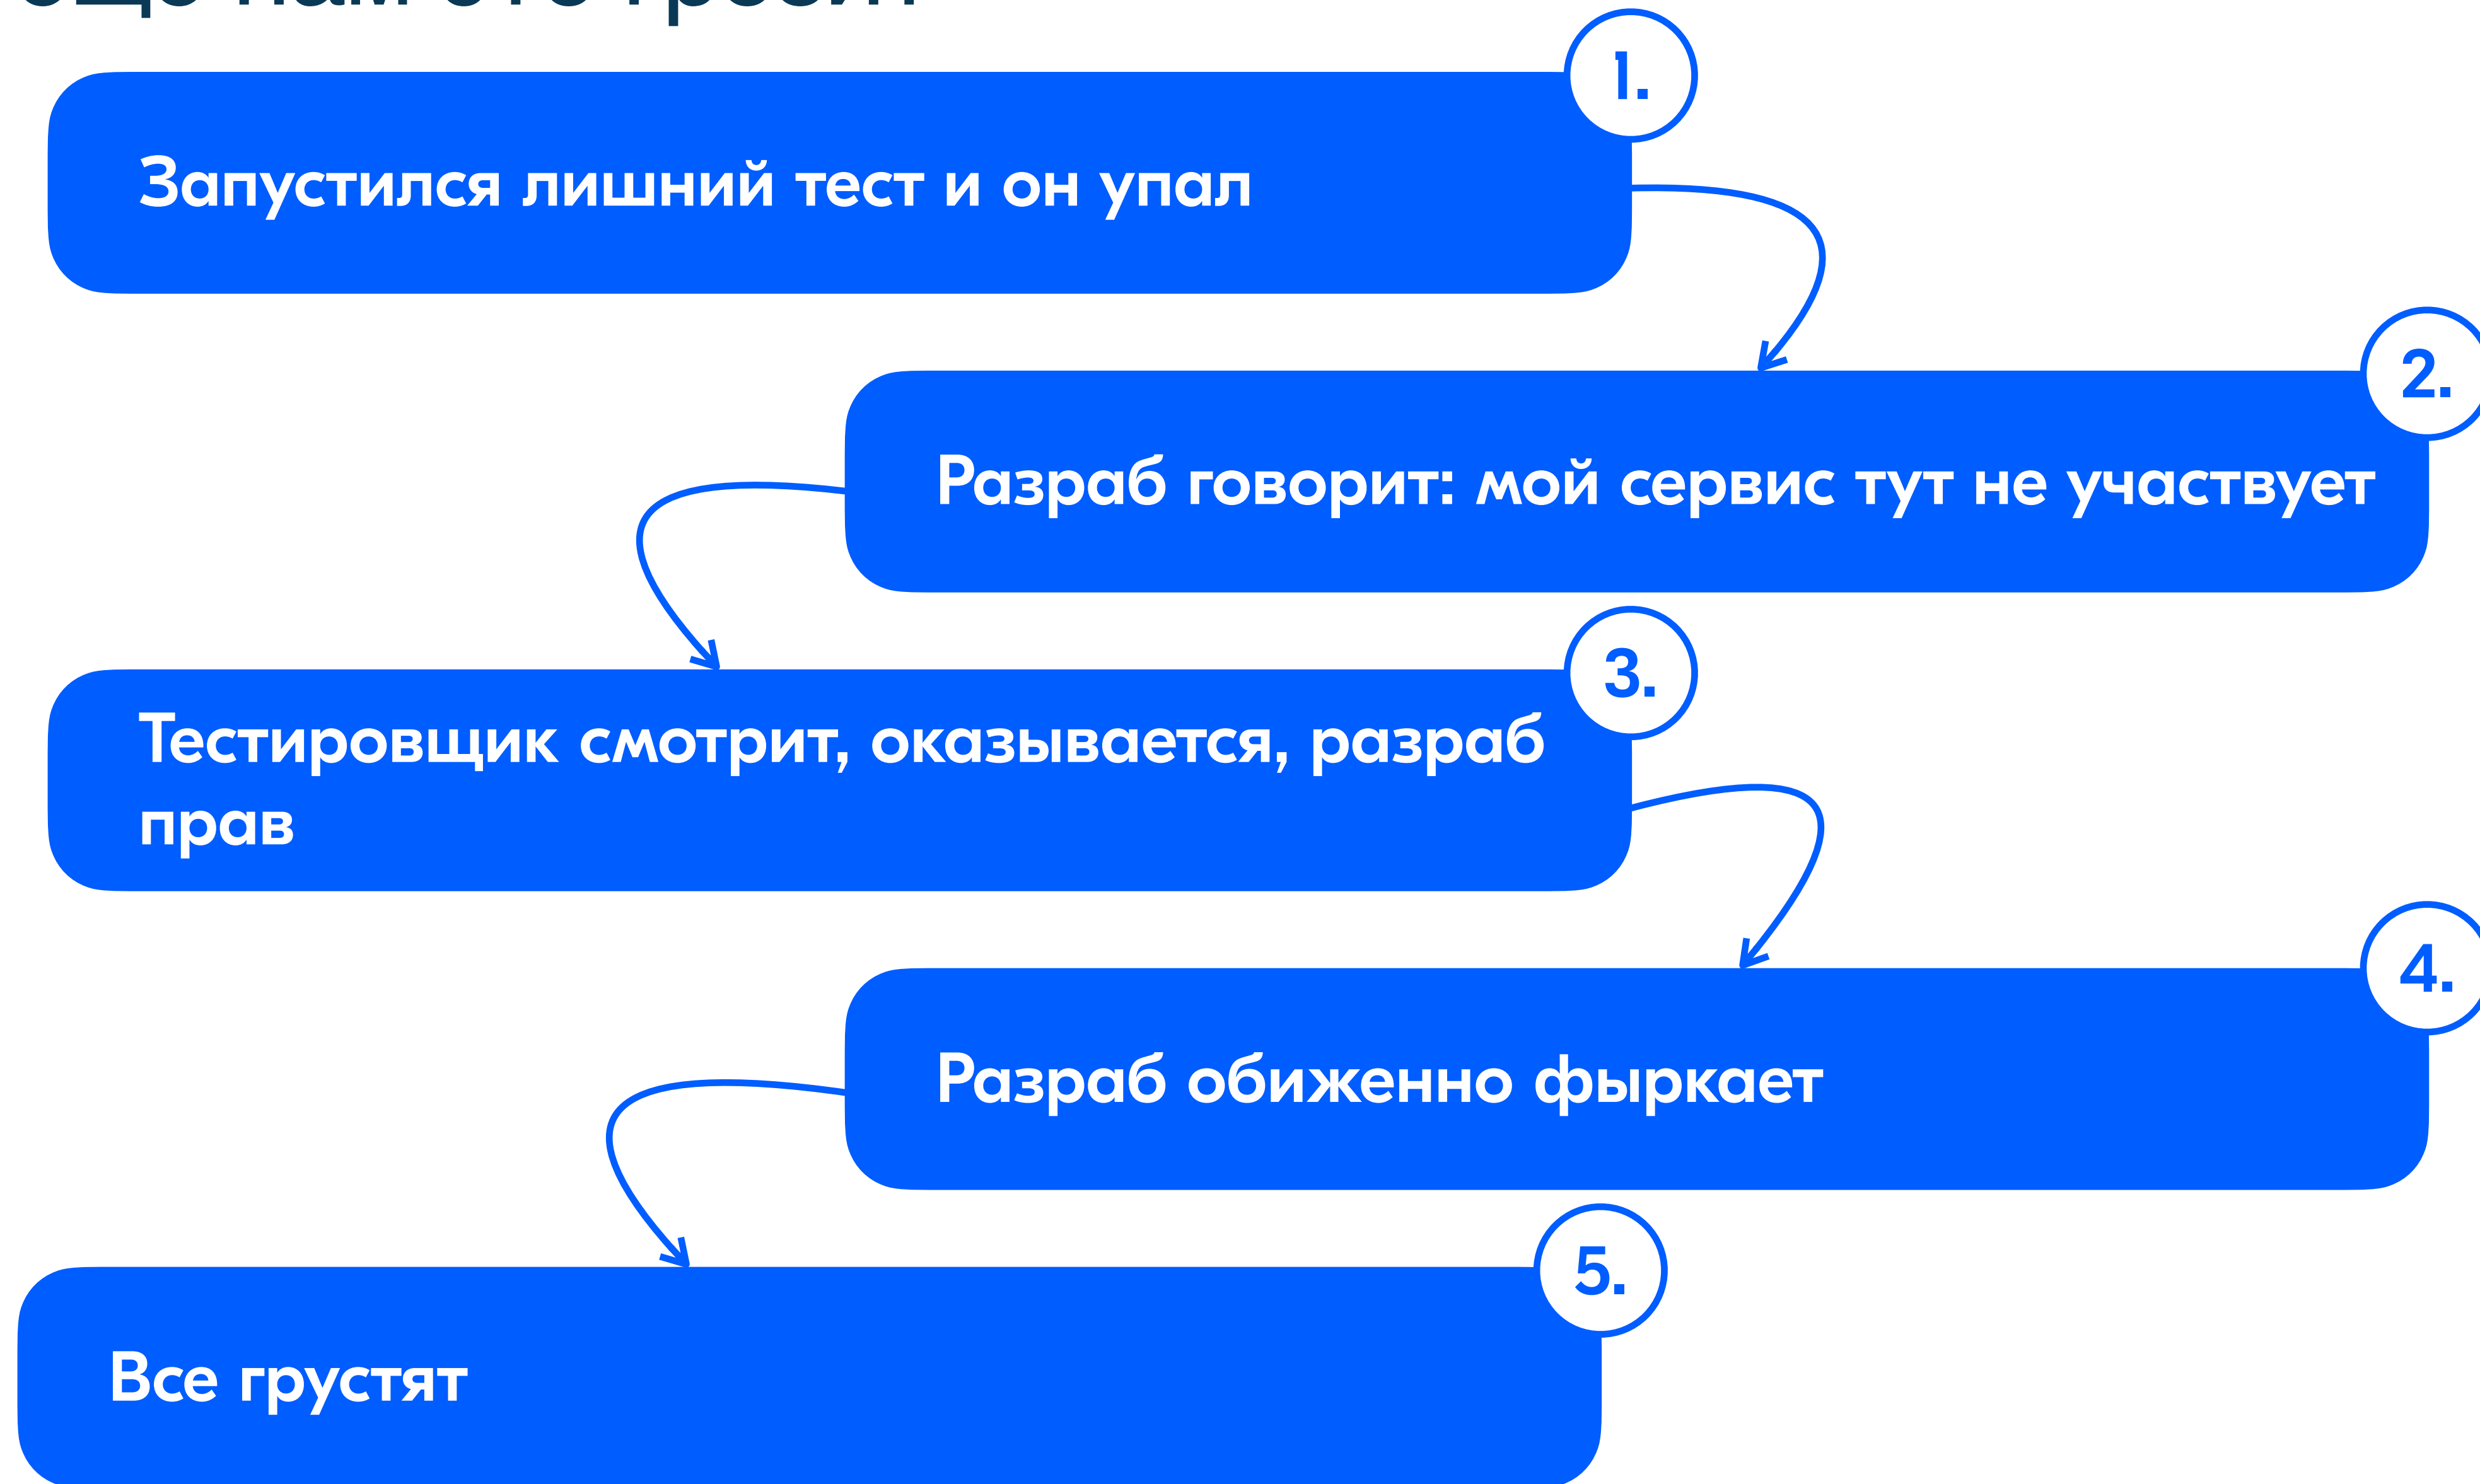 1.
Запустился лишний тест и он упал
2.
Разраб говорит: мой сервис тут не участвует
3.
Тестировщик смотрит, оказывается, разраб
прав
4.
Разраб обиженно фыркает
5.
Все грустят